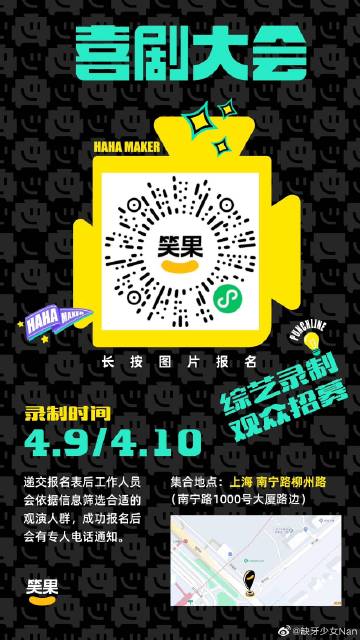 喜剧大会
HAHA MAKER
笑果
HAHA MAKER
长按图片报名
PUNCHLINE
综艺录制
观众招募
录制时间
4.9/4.10
递交报名表后工作人员
会依据信息筛选合适的
观演人群,成功报名后
会有专人电话通知。
集合地点:上海 南宁路柳州路
(南宁路1000号大厦路边)
笑果
@缺牙少女Nan